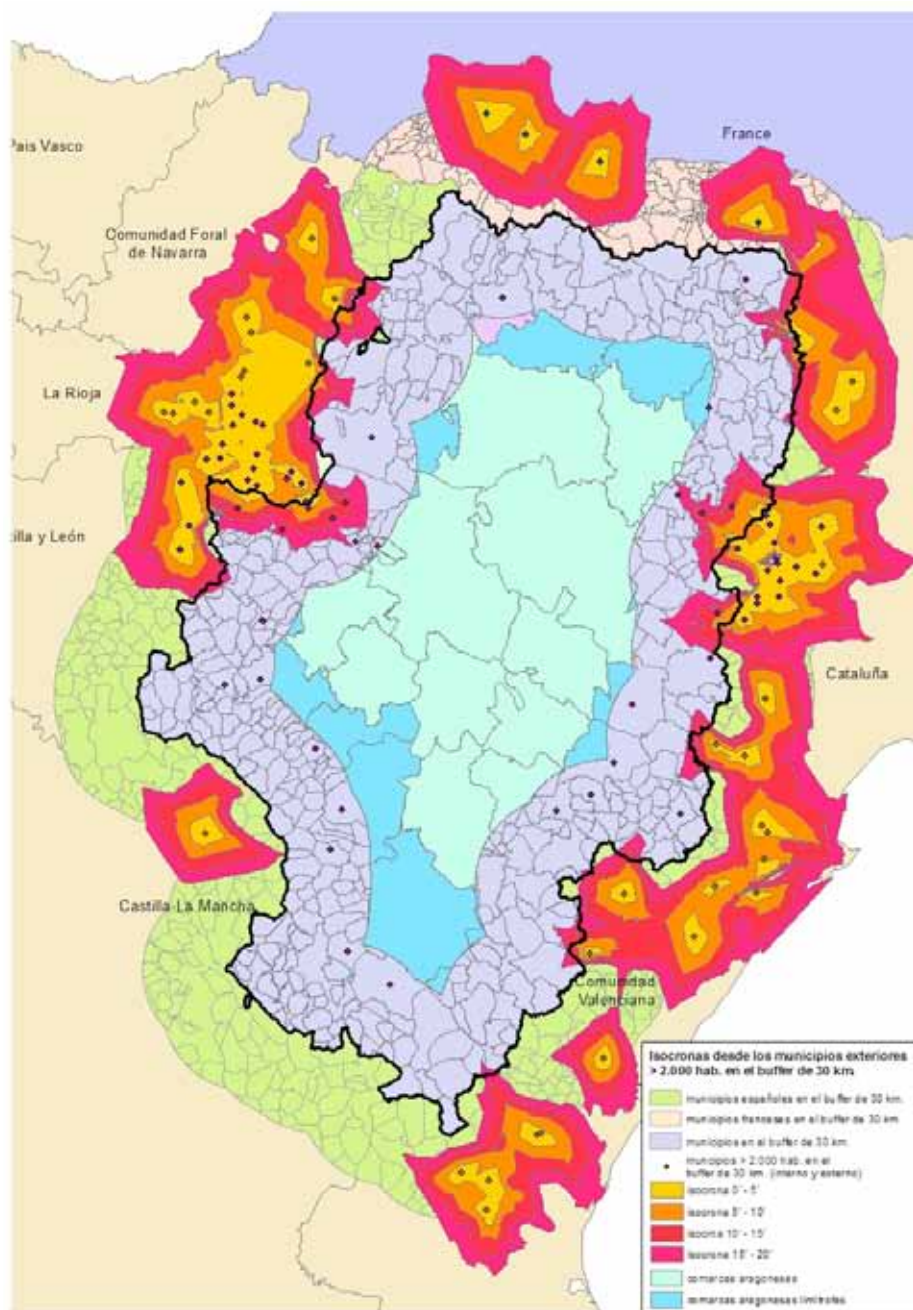 France
País Vasco
Comunidad Foral
de Navarra
La Rioja
tilla y León
Cataluña
Castilla-La Mancha
Comunidad
Valenciana
Isocronas desde los municipios exteriores
> 2.000 hab. en el buffer de 30 km.
municipios españoles en el buffer de 30 km.
municipios franceses en el buffer de 30 km
municipios en el buffer de 30 km.
municipios > 2.000 hab. en el
buffer de 30 km. (interno y externo)
isocrona 0' - 5'
isocrona 5' - 10'
isocrona 10' - 15'
isocrona 15' - 20'
comarcas aragonesas
comarcas aragonesas limítrofes